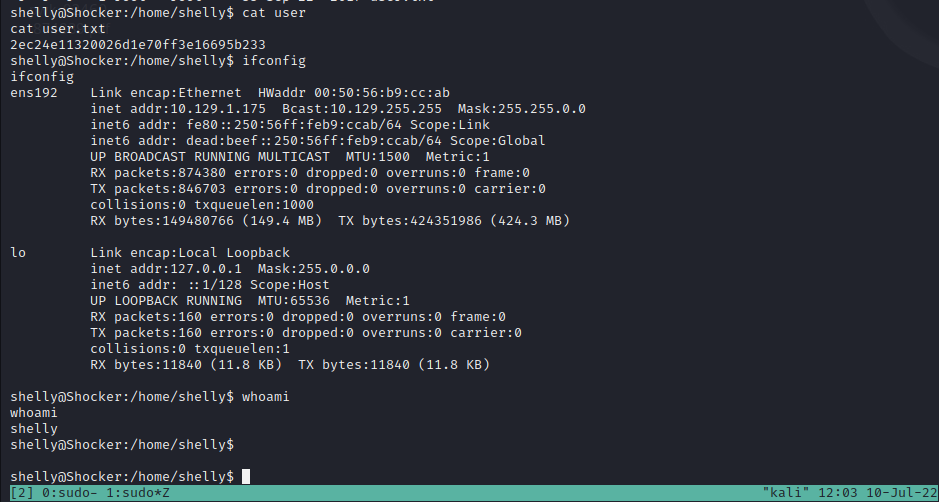 shelly@Shocker:/home/shelly$ cat user
cat user.txt
2ec24e11320026d1e70ff3e16695b233
shelly@Shocker:/home/shelly$ ifconfig
ifconfig
ens192    Link encap:Ethernet  HWaddr 00:50:56:b9:cc:ab
          inet addr:10.129.1.175  Bcast:10.129.255.255  Mask:255.255.0.0
          inet6 addr: fe80::250:56ff:feb9:ccab/64 Scope:Link
          inet6 addr: dead:beef::250:56ff:feb9:ccab/64 Scope:Global
          UP BROADCAST RUNNING MULTICAST  MTU:1500  Metric:1
          RX packets:874380 errors:0 dropped:0 overruns:0 frame:0
          TX packets:846703 errors:0 dropped:0 overruns:0 carrier:0
          collisions:0 txqueuelen:1000
          RX bytes:149480766 (149.4 MB)  TX bytes:424351986 (424.3 MB)
lo        Link encap:Local Loopback
          inet addr:127.0.0.1  Mask:255.0.0.0
          inet6 addr: ::1/128 Scope:Host
          UP LOOPBACK RUNNING  MTU:65536  Metric:1
          RX packets:160 errors:0 dropped:0 overruns:0 frame:0
          TX packets:160 errors:0 dropped:0 overruns:0 carrier:0
          collisions:0 txqueuelen:1
          RX bytes:11840 (11.8 KB)  TX bytes:11840 (11.8 KB)
shelly@Shocker:/home/shelly$ whoami
whoami
shelly
shelly@Shocker:/home/shelly$
shelly@Shocker:/home/shelly$
[2] 0:sudo- 1:sudo*Z "kali" 12:03 10-Jul-22